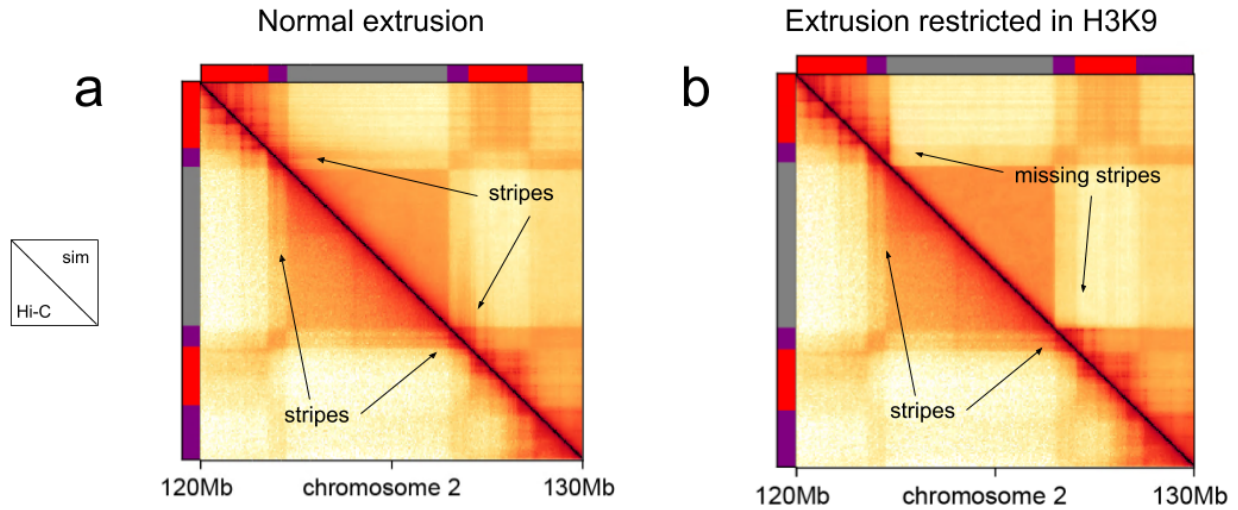 Normal extrusion
Extrusion restricted in H3K9
a
b
stripes
missing stripes
sim
Hi-C
stripes
stripes
120Mb
chromosome 2
130Mb
120Mb
chromosome 2
130Mb